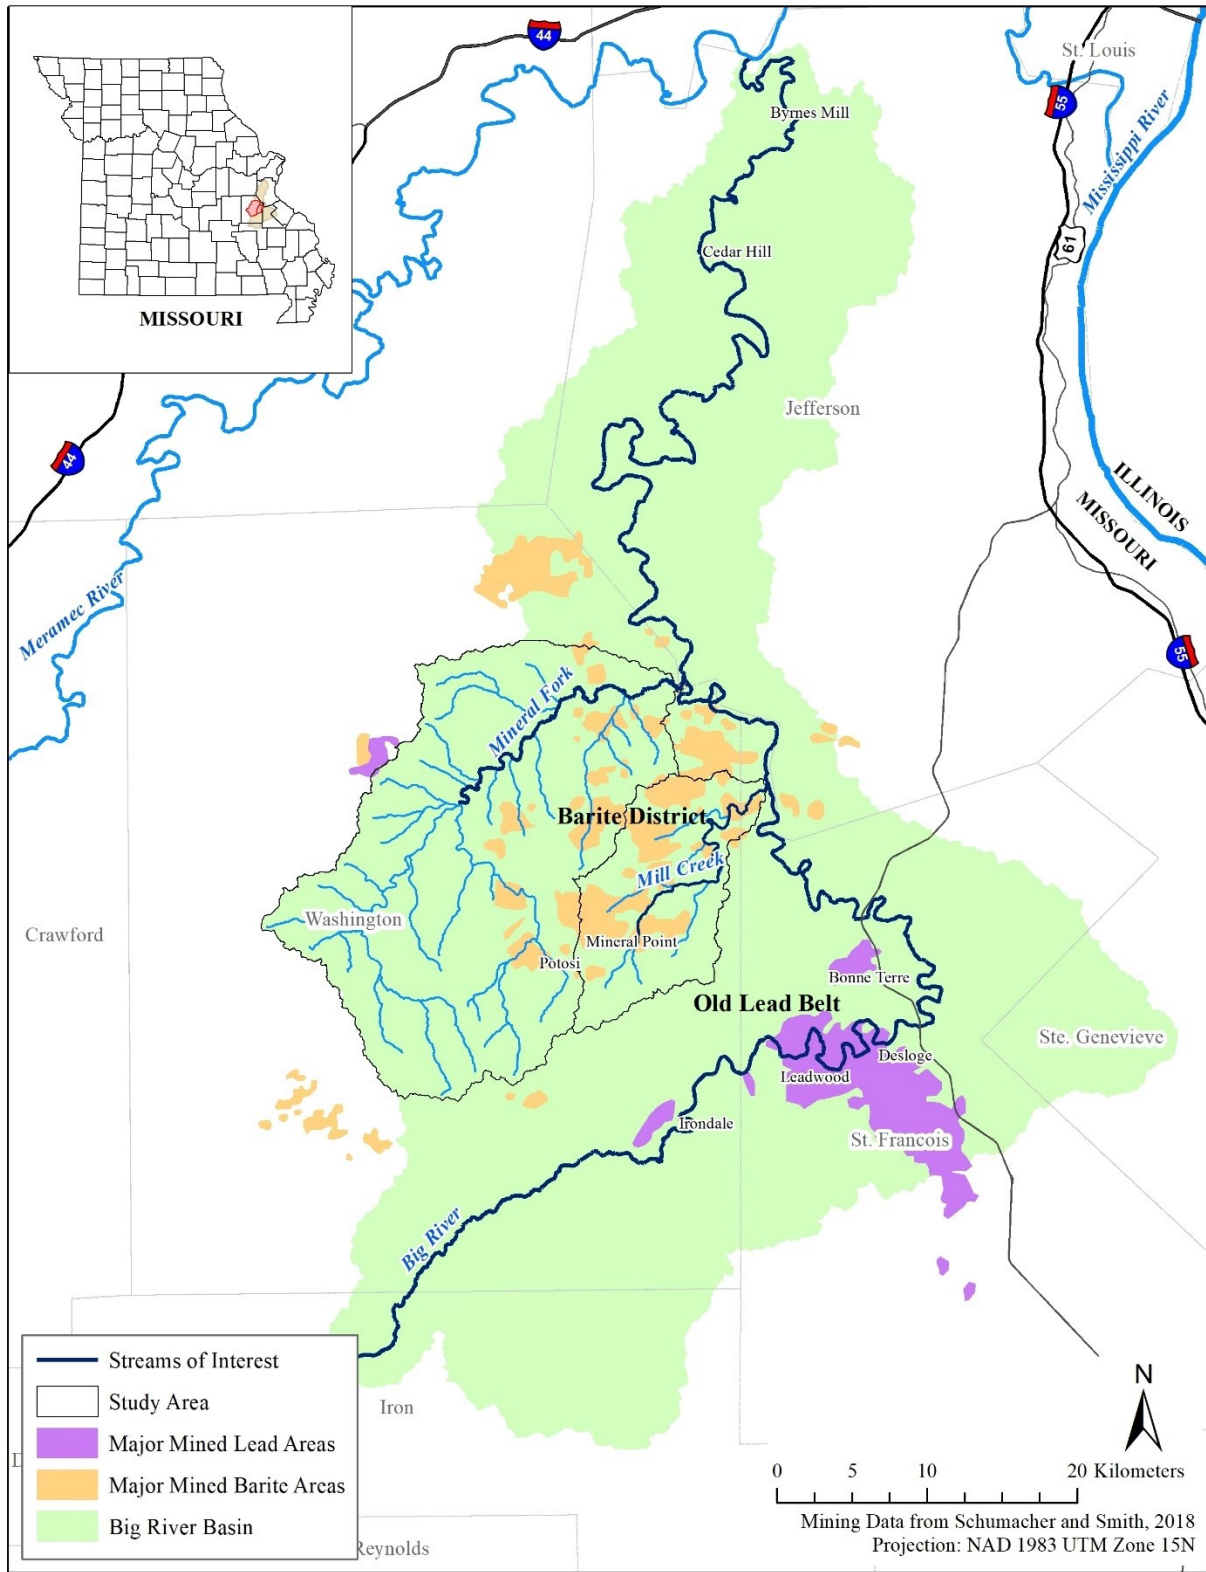 44
St. Louis
55
Byrnes Mill
Mississippi River
61
Cedar Hill
MISSOURI
Jefferson
44
ILLINOIS
MISSOURI
Meramec River
55
Mineral Fork
Barite District
Mill Creek
Washington
Crawford
Mineral Point
Potosi
Bonne Terre
Old Lead Belt
Ste. Genevieve
Desloge
Leadwood
Irondale
St. Francois
Big River
Iron
Streams of Interest
Study Area
Major Mined Lead Areas
Major Mined Barite Areas
Big River Basin
Reynolds
N
0 5 10 20 Kilometers
Mining Data from Schumacher and Smith, 2018
Projection: NAD 1983 UTM Zone 15N